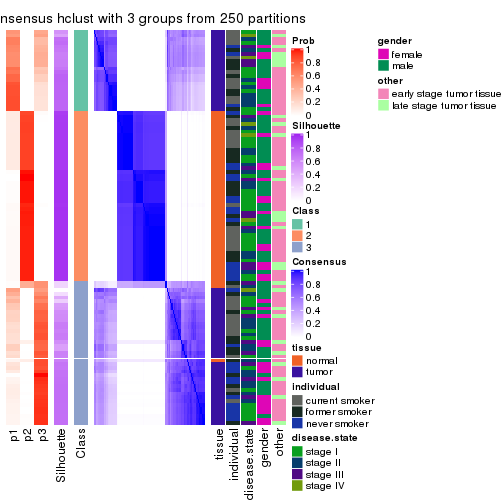 nsensus hclust with 3 groups from 250 partitions
Prob
1
0.8
0.6
0.4
0.2
0
Silhouette
1
0.8
0.6
0.4
0.2
0
Class
1
2
3
Consensus
1
0.8
0.6
0.4
0.2
0
tissue
normal
tumor
individual
current smoker
former smoker
never smoker
disease.state
stage I
stage II
stage III
stage IV
gender
female
male
other
early stage tumor tissue
late stage tumor tissue
p1
p2
p3
Silhouette
Class
tissue
individual
disease.state
gender
other